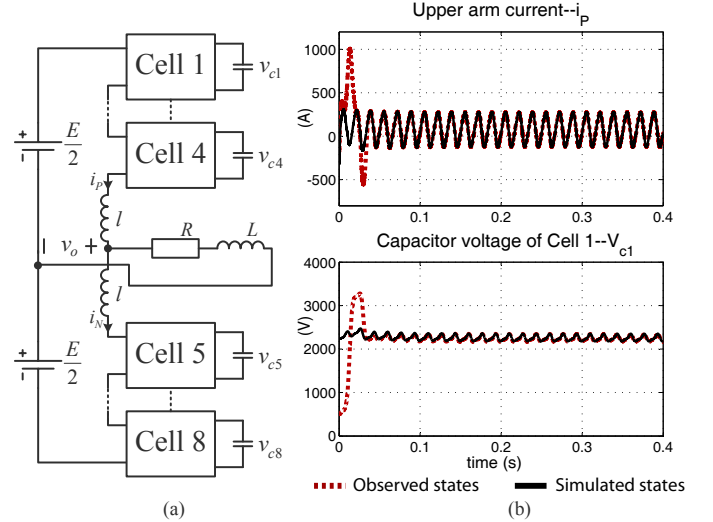 Cell 1
v_c1
+
−
E/2
Cell 4
v_c4
i_P
l
− v_o +
R
L
l
i_N
+
−
E/2
Cell 5
v_c5
Cell 8
v_c8
(a)
Upper arm current--i_P
(A)
1000
500
0
-500
0
0.1
0.2
0.3
0.4
Capacitor voltage of Cell 1--V_c1
(V)
4000
3000
2000
1000
0
0
0.1
0.2
0.3
0.4
time (s)
Observed states
Simulated states
(b)